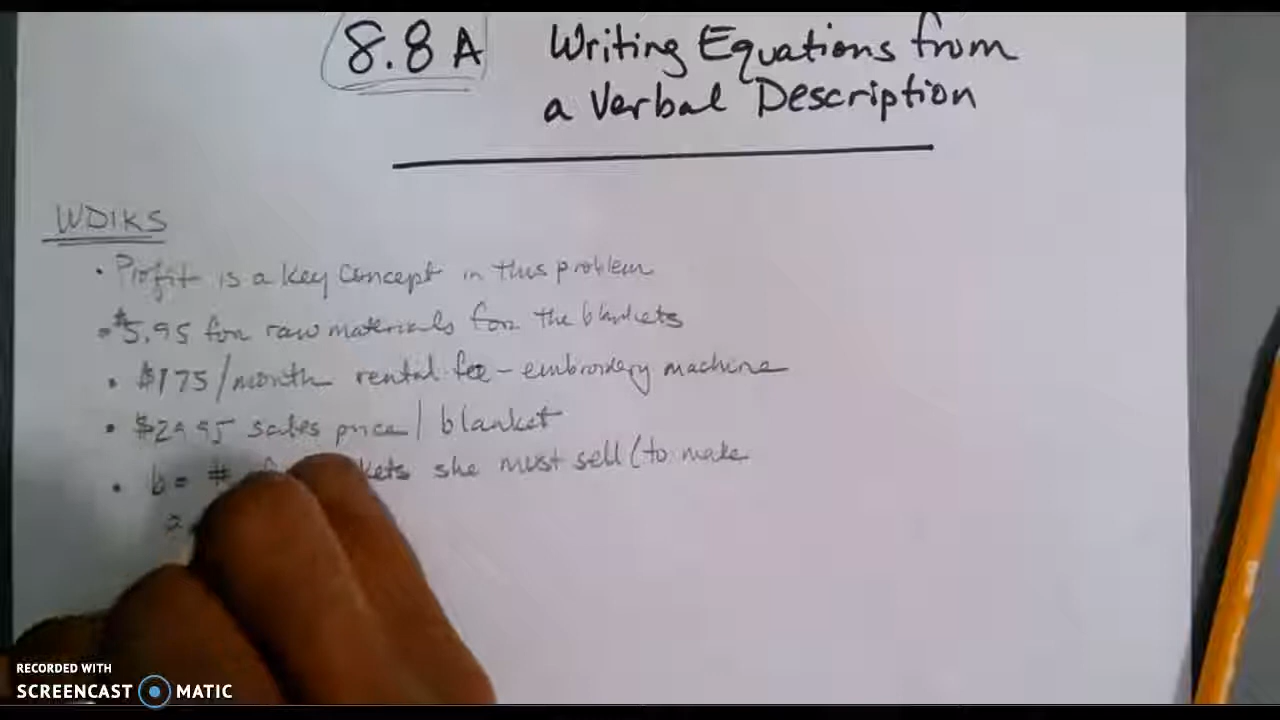 8.8 A Writing Equations from
a Verbal Description
WDIKS
• Profit is a key concept in this problem
• $5.95 for raw materials for the blankets
• $175/month rental fee - embroidery machine
• $29.95 sales price / blanket
• b = # she must sell (to make
a
RECORDED WITH
SCREENCAST MATIC